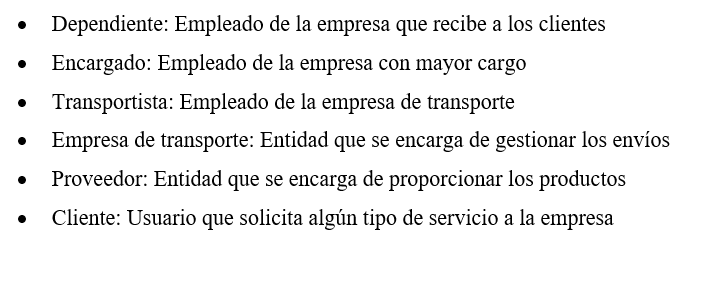 • Dependiente: Empleado de la empresa que recibe a los clientes
• Encargado: Empleado de la empresa con mayor cargo
• Transportista: Empleado de la empresa de transporte
• Empresa de transporte: Entidad que se encarga de gestionar los envíos
• Proveedor: Entidad que se encarga de proporcionar los productos
• Cliente: Usuario que solicita algún tipo de servicio a la empresa